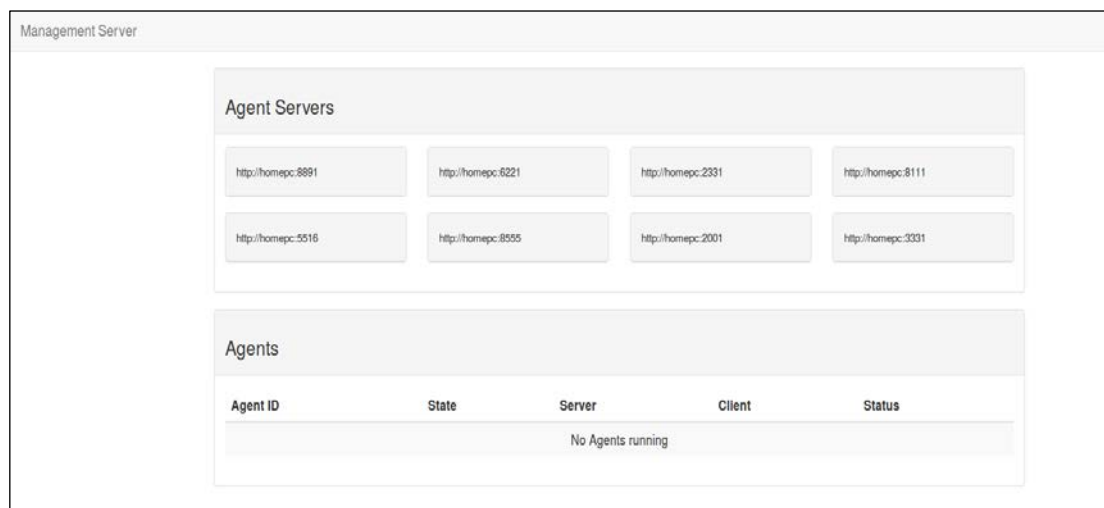 Management Server
Agent Servers
http://homepc:8891 http://homepc:6221 http://homepc:2331 http://homepc:8111
http://homepc:5516 http://homepc:8555 http://homepc:2001 http://homepc:3331
Agents
Agent ID State Server Client Status
No Agents running